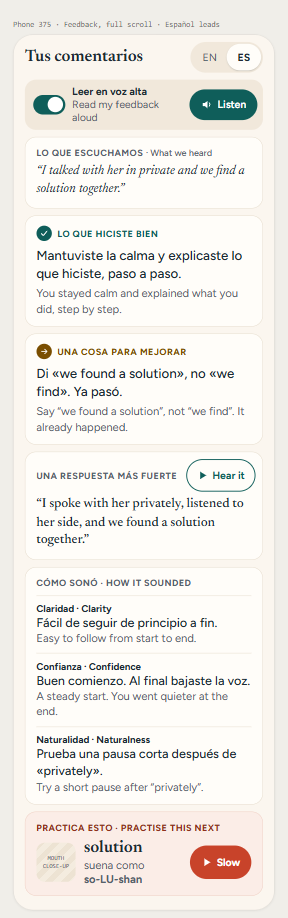 Phone 375 · Feedback, full scroll · Español leads
Tus comentarios
EN
ES
Leer en voz alta
Read my feedback
aloud
Listen
LO QUE ESCUCHAMOS · What we heard
“I talked with her in private and we find a
solution together.”
LO QUE HICISTE BIEN
Mantuviste la calma y explicaste lo
que hiciste, paso a paso.
You stayed calm and explained what you
did, step by step.
UNA COSA PARA MEJORAR
Di «we found a solution», no «we
find». Ya pasó.
Say “we found a solution”, not “we find”. It
already happened.
UNA RESPUESTA MÁS FUERTE
Hear it
“I spoke with her privately, listened to
her side, and we found a solution
together.”
CÓMO SONÓ · HOW IT SOUNDED
Claridad · Clarity
Fácil de seguir de principio a fin.
Easy to follow from start to end.
Confianza · Confidence
Buen comienzo. Al final bajaste la voz.
A steady start. You went quieter at the
end.
Naturalidad · Naturalness
Prueba una pausa corta después de
«privately».
Try a short pause after “privately”.
PRACTICA ESTO · PRACTISE THIS NEXT
MOUTH
CLOSE-UP
solution
suena como
so-LU-shan
Slow